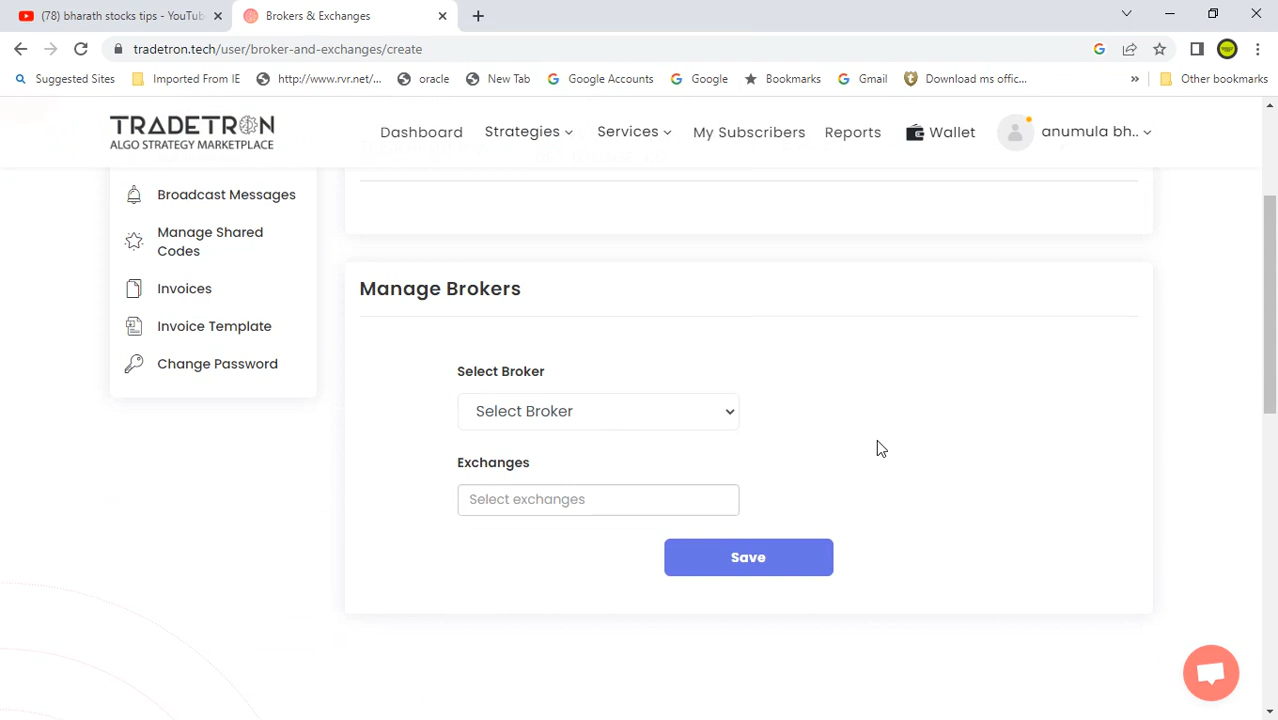 (78) bharath stocks tips - YouTub
Brokers & Exchanges
tradetron.tech/user/broker-and-exchanges/create
Suggested Sites
Imported From IE
http://www.rvr.net/...
oracle
New Tab
Google Accounts
Google
Bookmarks
Gmail
Download ms offic...
»
Other bookmarks
TRADETRON
ALGO STRATEGY MARKETPLACE
Dashboard
Strategies
Services
My Subscribers
Reports
Wallet
anumula bh..
Broadcast Messages
Manage Shared
Codes
Invoices
Invoice Template
Change Password
Manage Brokers
Select Broker
Select Broker
Exchanges
Select exchanges
Save